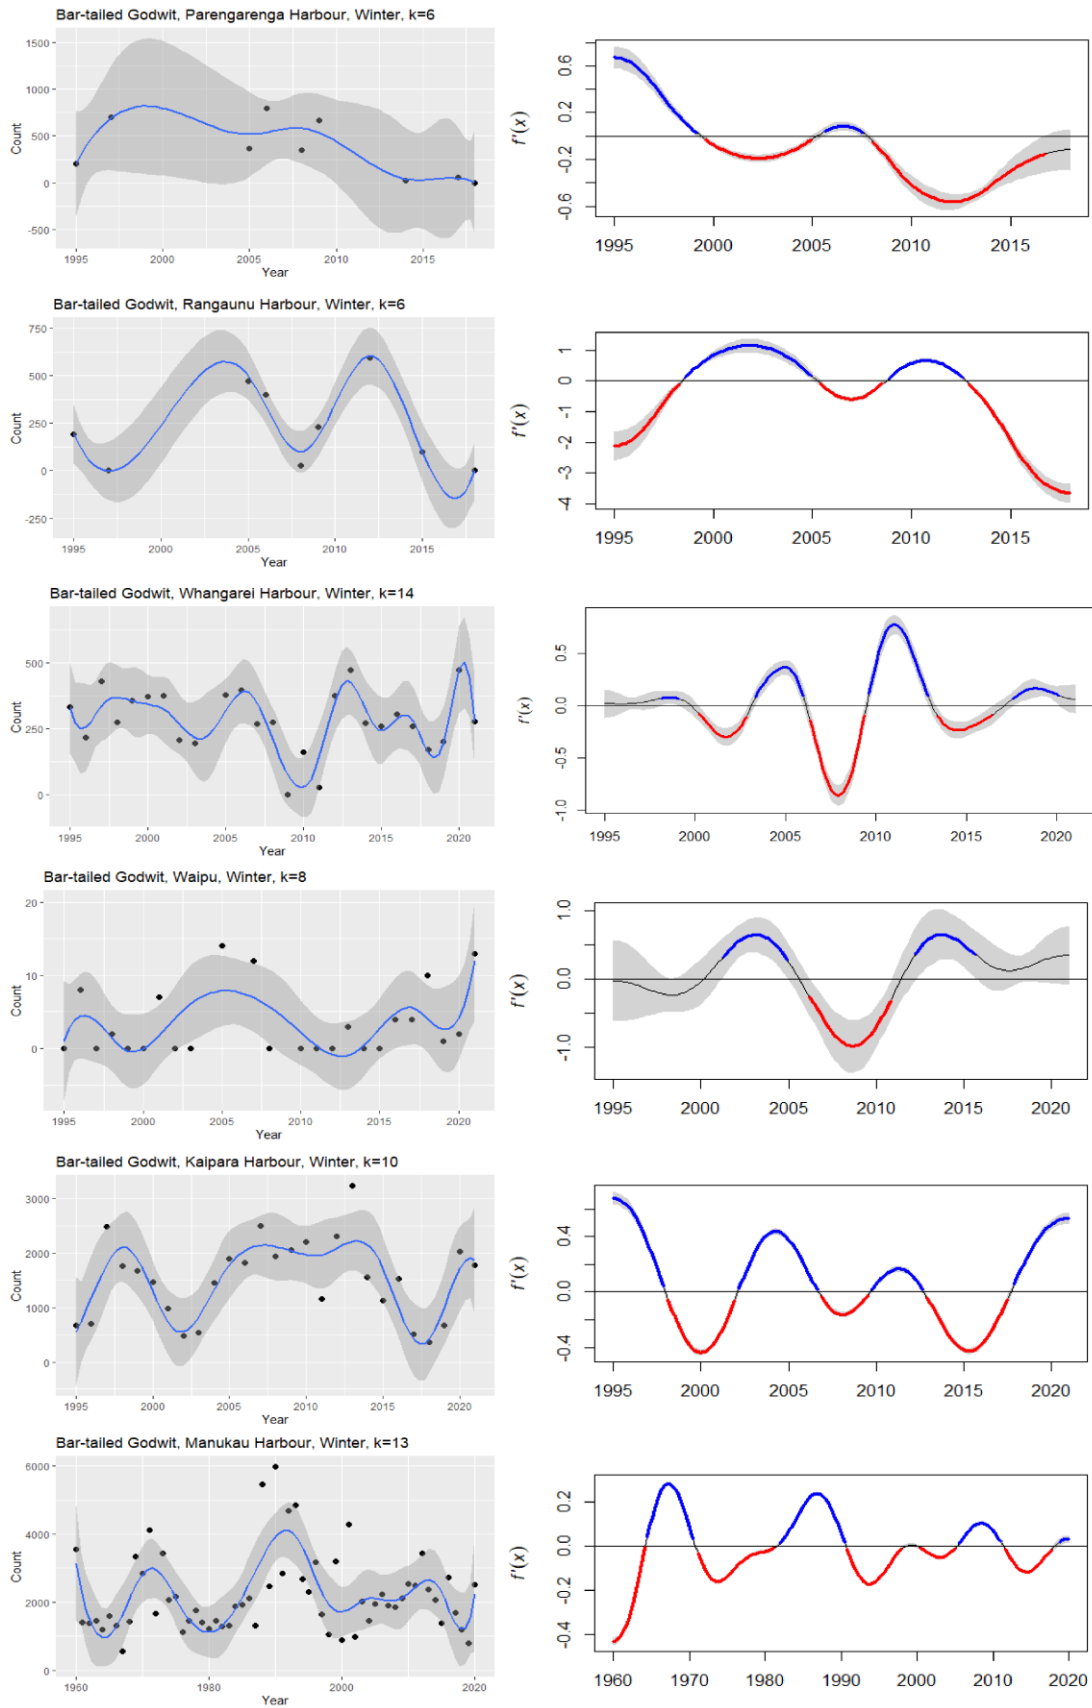 Bar-tailed Godwit, Parengarenga Harbour, Winter, k=6
Count
1500
1000
500
0
-500
1995 2000 2005 2010 2015
Year
f'(x)
0.6
0.2
-0.2
-0.6
1995 2000 2005 2010 2015
Bar-tailed Godwit, Rangaunu Harbour, Winter, k=6
Count
750
500
250
0
-250
1995 2000 2005 2010 2015
Year
f'(x)
1
0
-1
-2
-3
-4
1995 2000 2005 2010 2015
Bar-tailed Godwit, Whangarei Harbour, Winter, k=14
Count
500
250
0
1995 2000 2005 2010 2015 2020
Year
f'(x)
0.5
0.0
-0.5
-1.0
1995 2000 2005 2010 2015 2020
Bar-tailed Godwit, Waipu, Winter, k=8
Count
20
10
0
1995 2000 2005 2010 2015 2020
Year
f'(x)
1.0
0.0
-1.0
1995 2000 2005 2010 2015 2020
Bar-tailed Godwit, Kaipara Harbour, Winter, k=10
Count
3000
2000
1000
0
1995 2000 2005 2010 2015 2020
Year
f'(x)
0.4
0.0
-0.4
1995 2000 2005 2010 2015 2020
Bar-tailed Godwit, Manukau Harbour, Winter, k=13
Count
6000
4000
2000
0
1960 1980 2000 2020
Year
f'(x)
0.2
0.0
-0.2
-0.4
1960 1970 1980 1990 2000 2010 2020